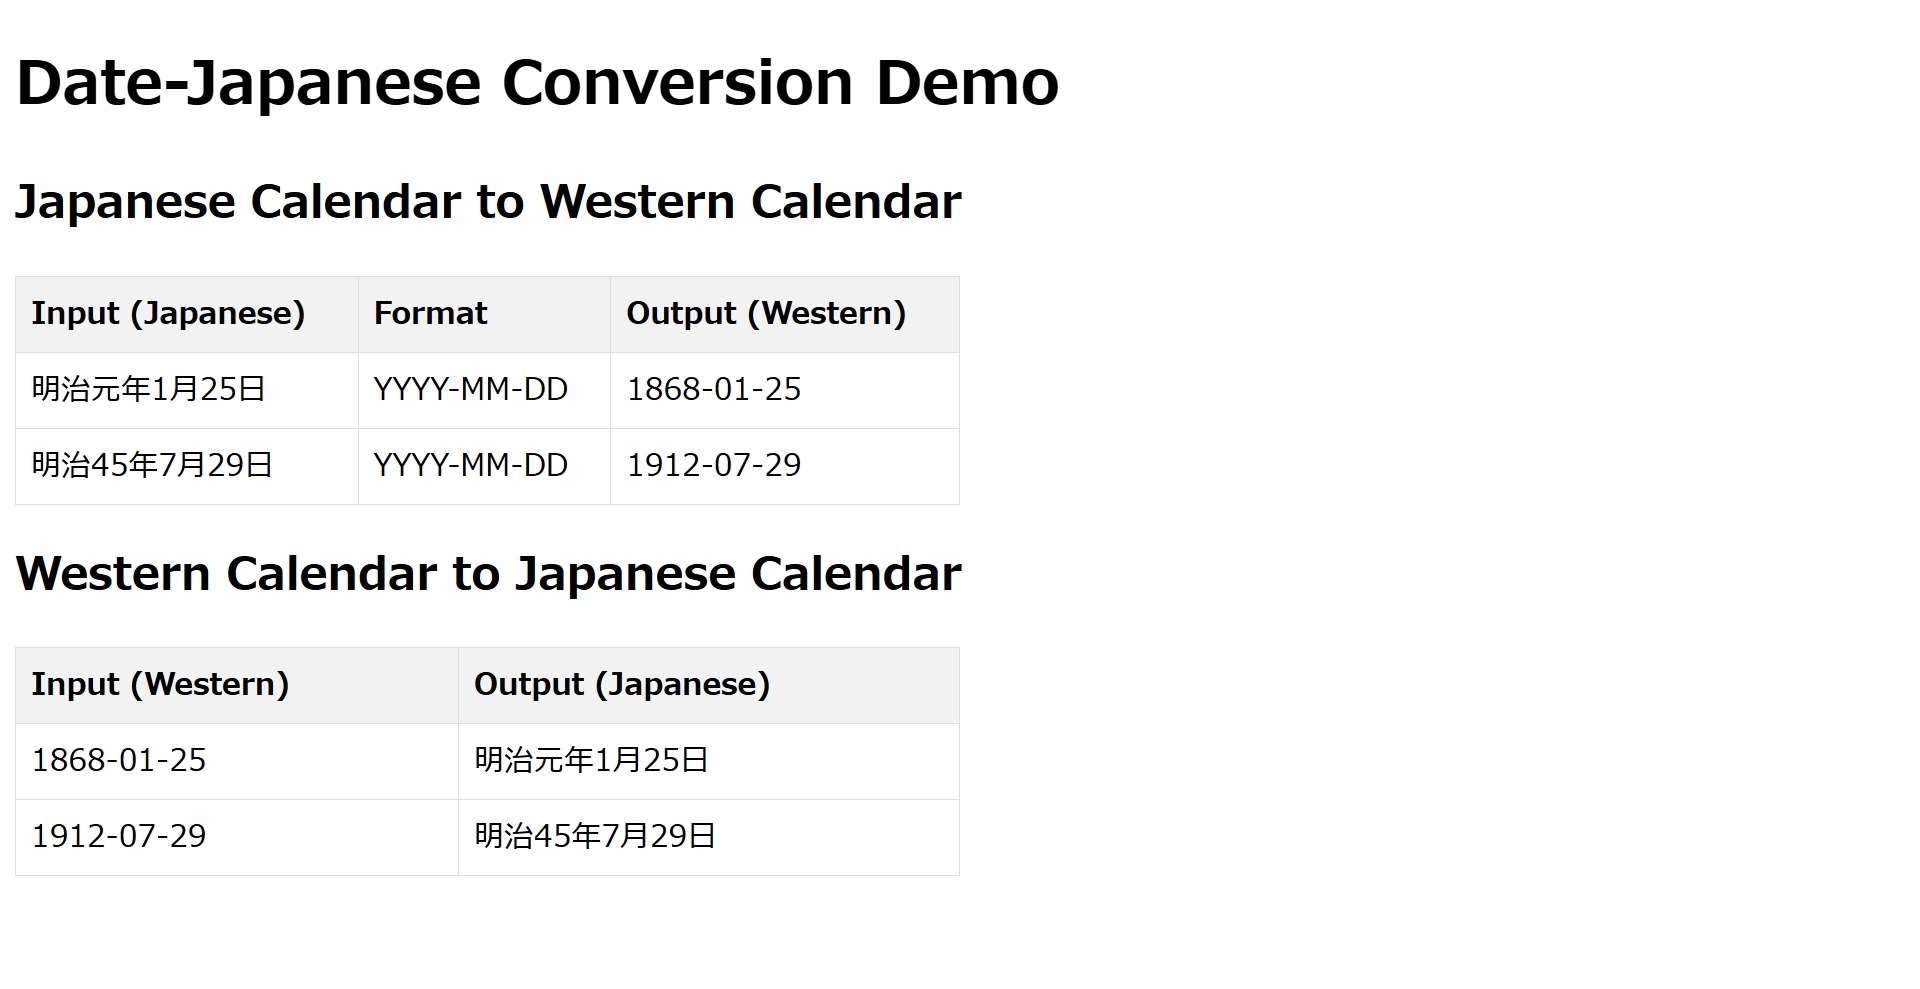 Date-Japanese Conversion Demo
Japanese Calendar to Western Calendar
Input (Japanese) Format Output (Western)
明治元年1月25日 YYYY-MM-DD 1868-01-25
明治45年7月29日 YYYY-MM-DD 1912-07-29
Western Calendar to Japanese Calendar
Input (Western) Output (Japanese)
1868-01-25 明治元年1月25日
1912-07-29 明治45年7月29日